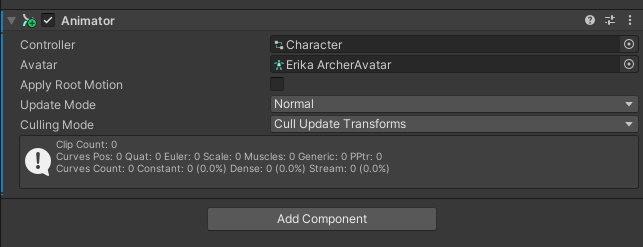 Animator
Controller Character
Avatar Erika ArcherAvatar
Apply Root Motion
Update Mode Normal
Culling Mode Cull Update Transforms
Clip Count: 0
Curves Pos: 0 Quat: 0 Euler: 0 Scale: 0 Muscles: 0 Generic: 0 PPtr: 0
Curves Count: 0 Constant: 0 (0.0%) Dense: 0 (0.0%) Stream: 0 (0.0%)
Add Component